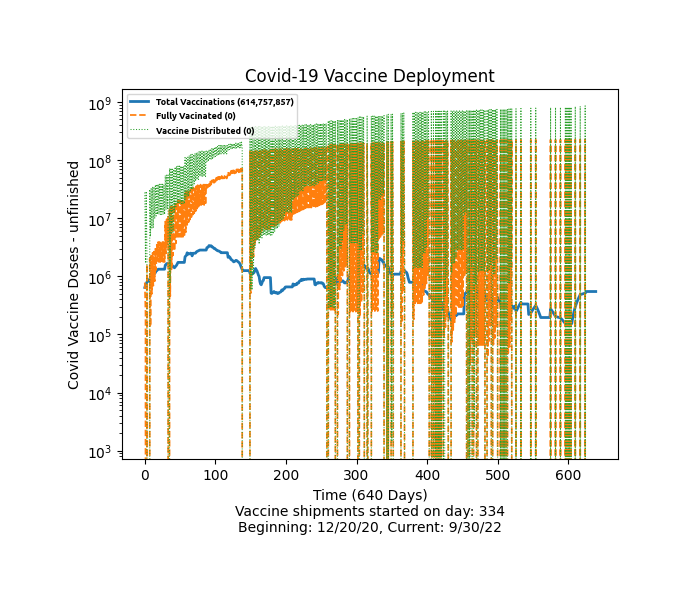 Covid-19 Vaccine Deployment
Total Vaccinations (614,757,857)
Fully Vacinated (0)
Vaccine Distributed (0)
Covid Vaccine Doses - unfinished
10⁹
10⁸
10⁷
10⁶
10⁵
10⁴
10³
0 100 200 300 400 500 600
Time (640 Days)
Vaccine shipments started on day: 334
Beginning: 12/20/20, Current: 9/30/22